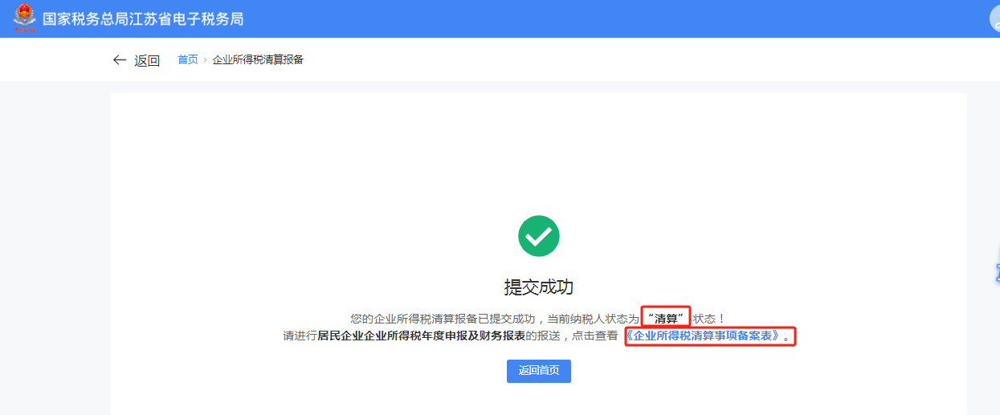 国家税务总局江苏省电子税务局
返回 首页 › 企业所得税清算报备
提交成功
您的企业所得税清算报备已提交成功，当前纳税人状态为 “清算” 状态！
请进行居民企业企业所得税年度申报及财务报表的报送，点击查看 《企业所得税清算事项备案表》。
返回首页